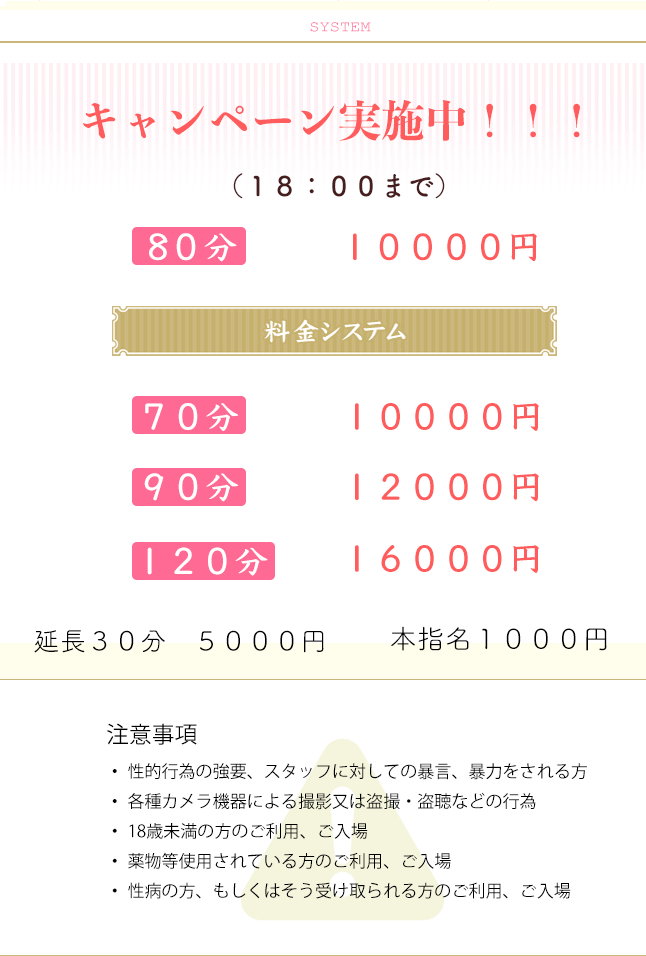 SYSTEM
キャンペーン実施中！！！
（１８：００まで）
８０分　１００００円
料金システム
７０分　１００００円
９０分　１２０００円
１２０分　１６０００円
延長３０分　５０００円　本指名１０００円
注意事項
・ 性的行為の強要、スタッフに対しての暴言、暴力をされる方
・ 各種カメラ機器による撮影又は盗撮・盗聴などの行為
・ 18歳未満の方のご利用、ご入場
・ 薬物等使用されている方のご利用、ご入場
・ 性病の方、もしくはそう受け取られる方のご利用、ご入場